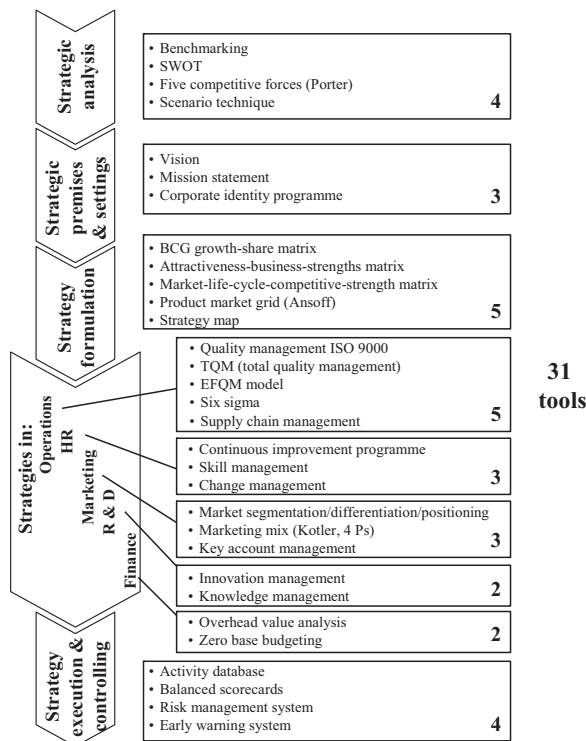 Strategic
analysis
• Benchmarking
• SWOT
• Five competitive forces (Porter)
• Scenario technique
4
Strategic
premises
& settings
• Vision
• Mission statement
• Corporate identity programme
3
Strategy
formulation
• BCG growth-share matrix
• Attractiveness-business-strengths matrix
• Market-life-cycle-competitive-strength matrix
• Product market grid (Ansoff)
• Strategy map
5
Strategies in:
Operations
HR
Marketing
R & D
Finance
• Quality management ISO 9000
• TQM (total quality management)
• EFQM model
• Six sigma
• Supply chain management
5
• Continuous improvement programme
• Skill management
• Change management
3
• Market segmentation/differentiation/positioning
• Marketing mix (Kotler, 4 Ps)
• Key account management
3
• Innovation management
• Knowledge management
2
• Overhead value analysis
• Zero base budgeting
2
Strategy
execution &
controlling
• Activity database
• Balanced scorecards
• Risk management system
• Early warning system
4
31
tools